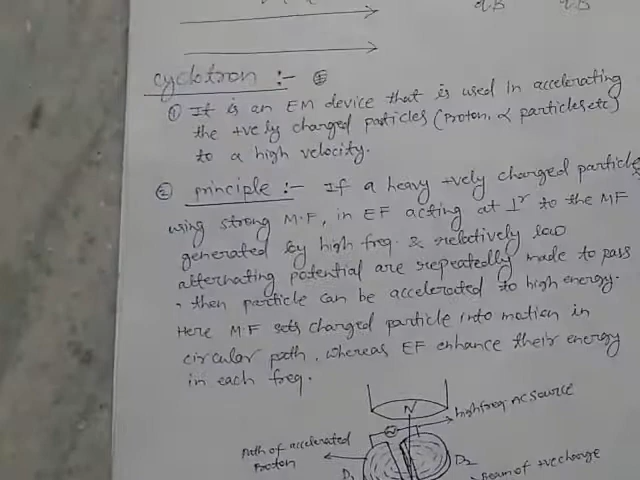 q.B q.B
cyclotron :-
① It is an EM device that is used in accelerating
the +vely charged particles (Proton, α particles etc)
to a high velocity.
② principle :- If a heavy +vely charged particles
using strong M.F, in EF acting at ⊥r to the MF
generated by high freq. & relatively low
alternating potential are repeatedly made to pass
then particle can be accelerated to high energy.
Here M.F sets charged particle into motion in
circular path, whereas EF enhance their energy
in each freq.
N
high freq AC source
Path of accelerated
Proton
D1
D2
Beam of +ve charge